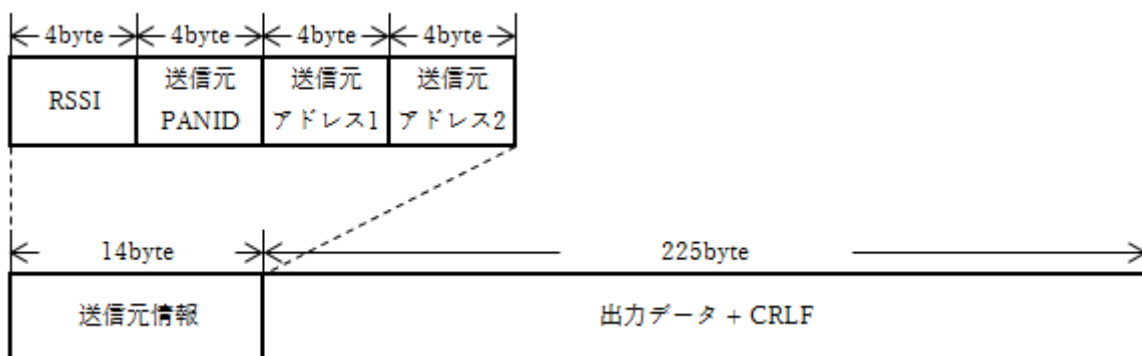 4byte 4byte 4byte 4byte
RSSI
送信元
PANID
送信元
アドレス1
送信元
アドレス2
14byte 225byte
送信元情報 出力データ + CRLF